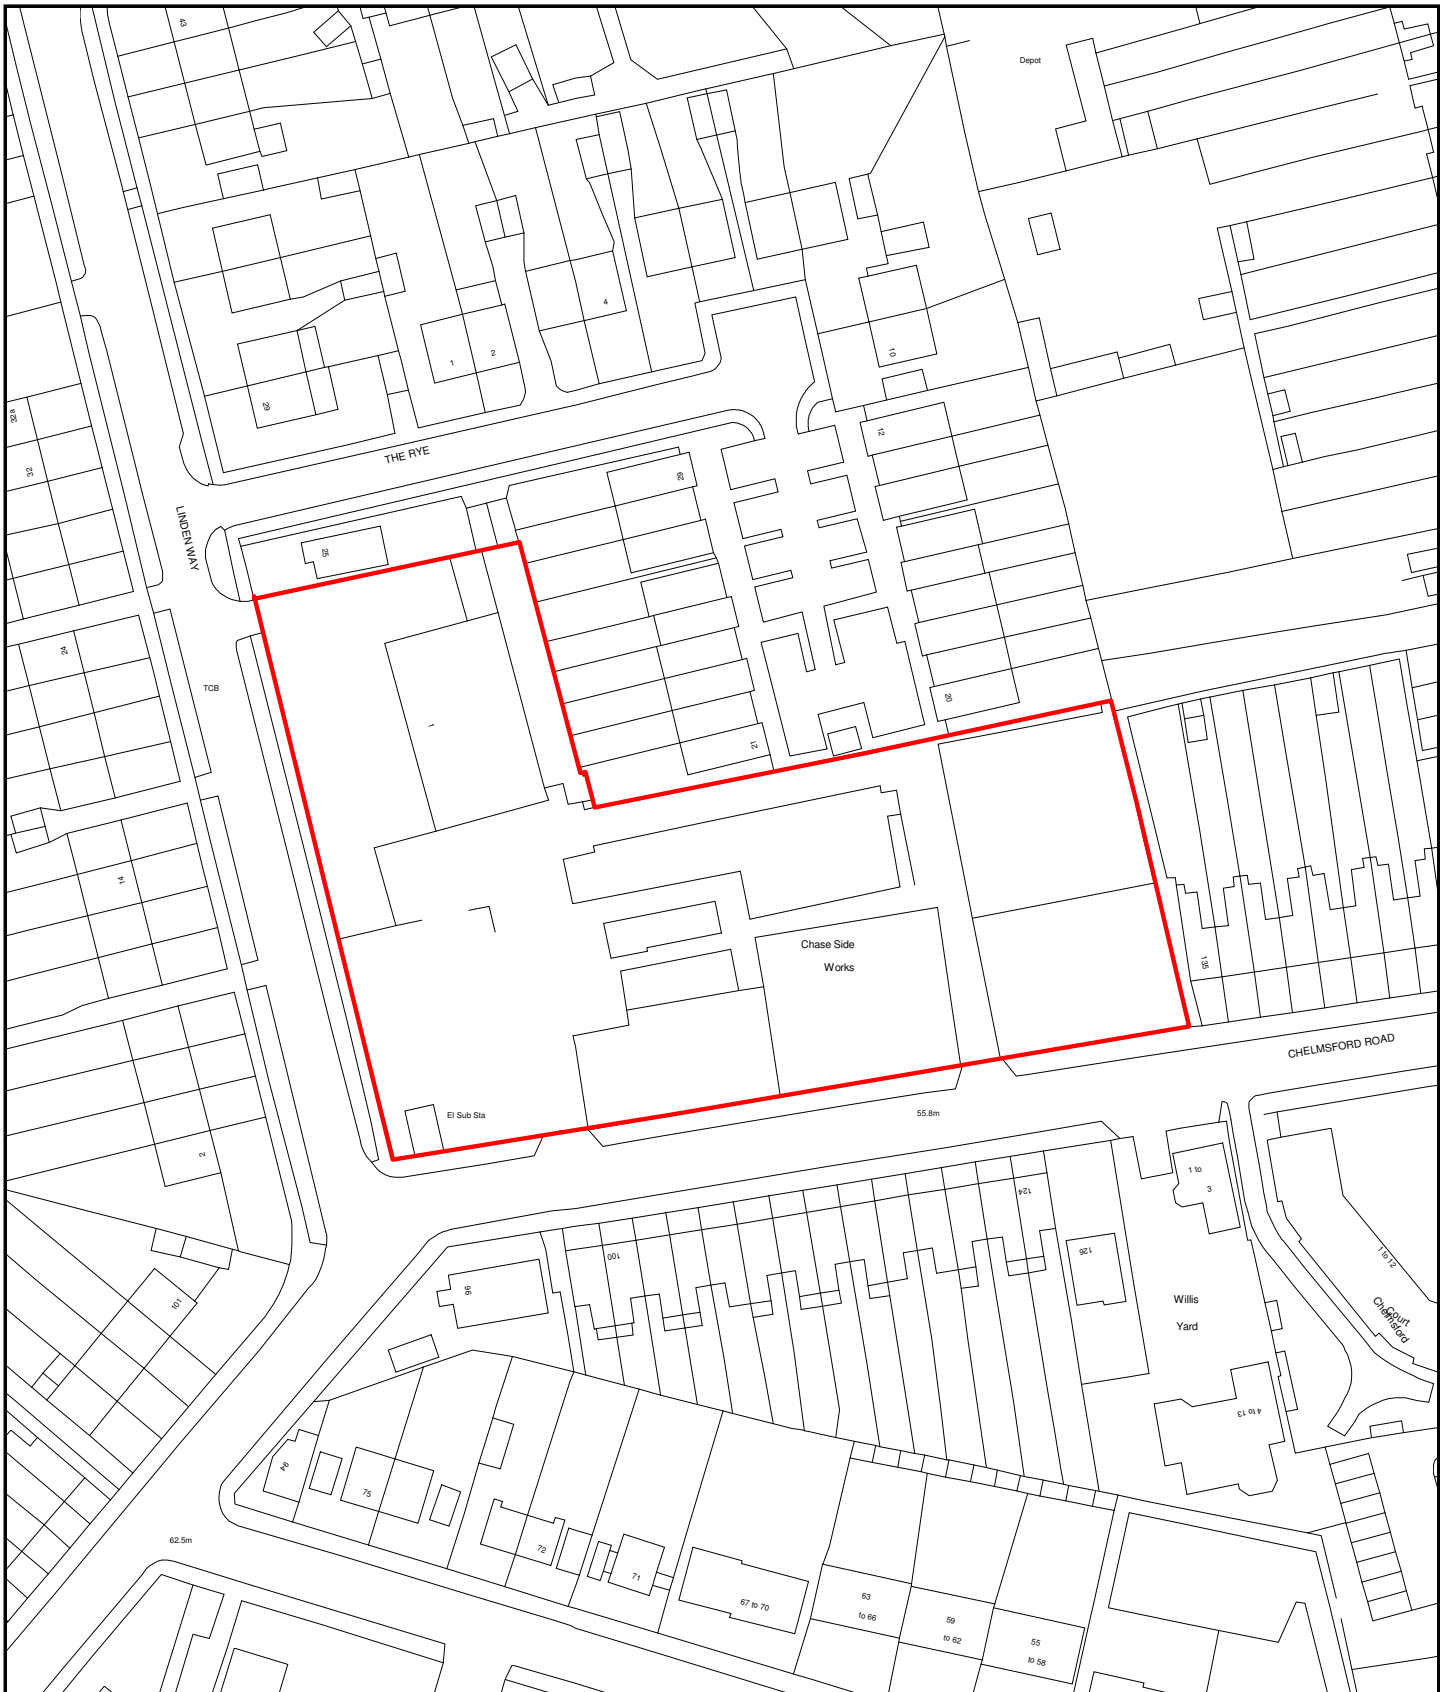 43
Depot
4
1
2
10
29
32a
12
THE RYE
32
29
LINDEN WAY
25
24
TCB
20
1
21
14
Chase Side
Works
135
CHELMSFORD ROAD
El Sub Sta
55.8m
2
1 to
3
124
100
126
1 to 12
96
Willis
Yard
101
Chelmsford
Court
4 to 13
94
75
62.5m
72
71
67 to 70
63
to 66
59
to 62
55
to 58